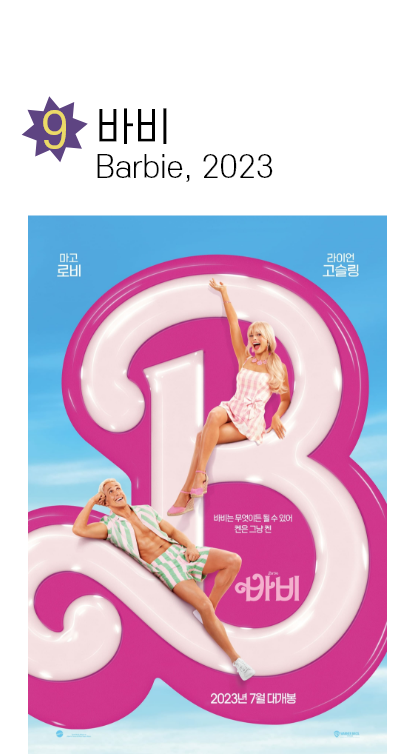 9 바비
Barbie, 2023
마고 로비
라이언 고슬링
바비는 무엇이든 될 수 있어
켄은 그냥 켄
바비
2023년 7월 대개봉